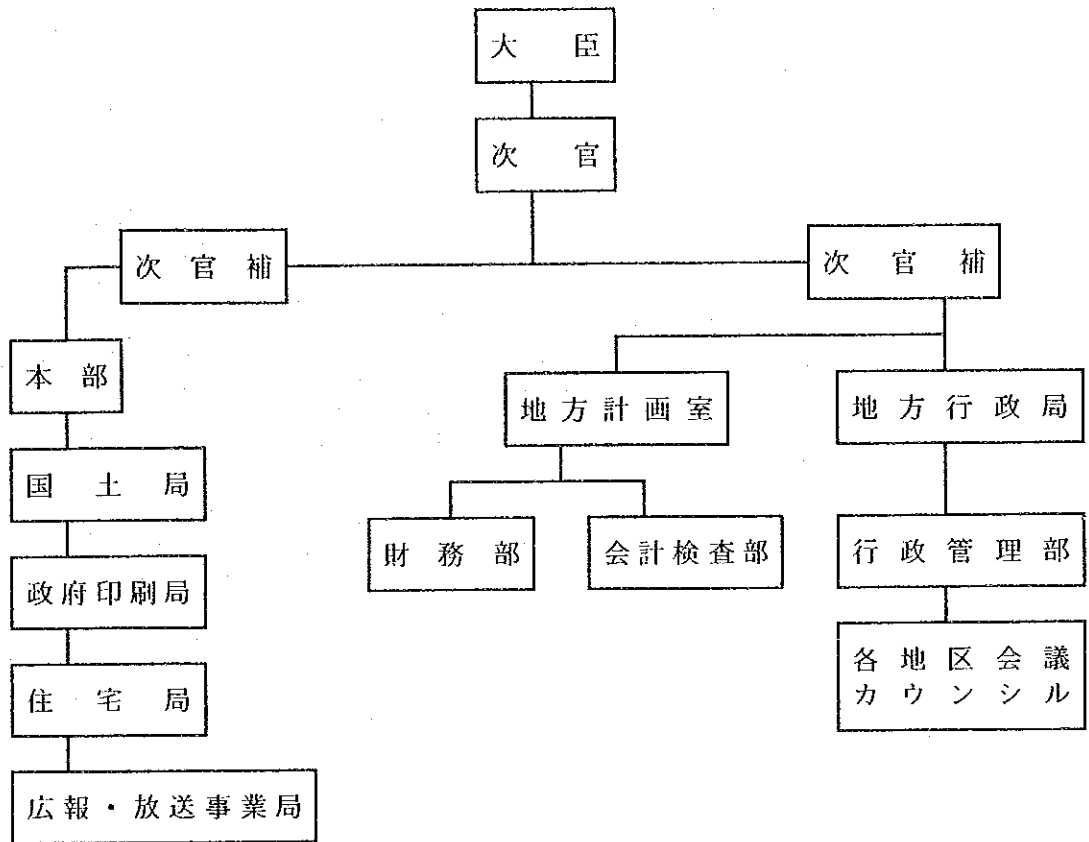 大臣
次官
次官補
次官補
本部
地方計画室
地方行政局
国土局
財務部
会計検査部
行政管理部
政府印刷局
各地区会議
カウンシル
住宅局
広報・放送事業局